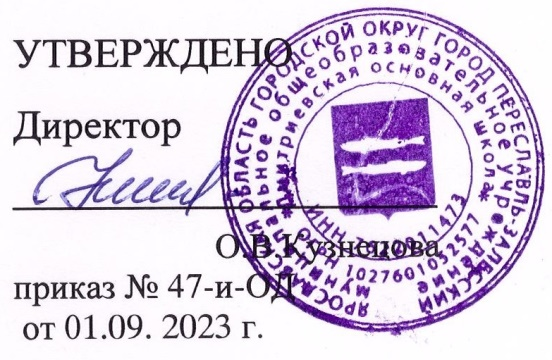 УТВЕРЖДЕНО
Директор
О.В Кузнецова
приказ № 47-и-ОД
от 01.09. 2023 г.
ЯРОСЛАВСКАЯ ОБЛАСТЬ ГОРОДСКОЙ ОКРУГ ГОРОД ПЕРЕСЛАВЛЬ-ЗАЛЕССКИЙ
муниципальное общеобразовательное учреждение
Дмитриевская основная школа*